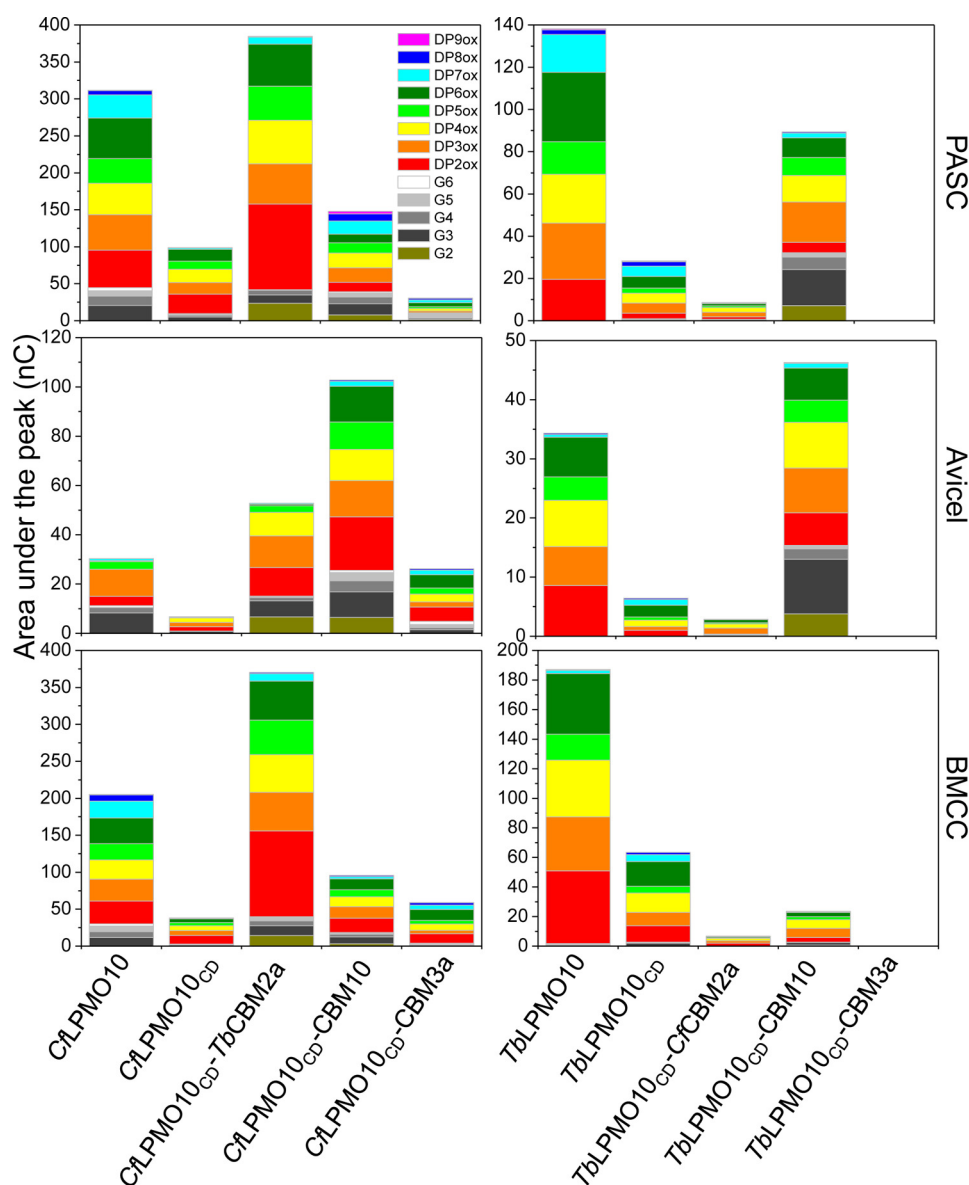 Area under the peak (nC)
400
350
300
250
200
150
100
50
0
DP9ox
DP8ox
DP7ox
DP6ox
DP5ox
DP4ox
DP3ox
DP2ox
G6
G5
G4
G3
G2
140
120
100
80
60
40
20
0
PASC
120
100
80
60
40
20
0
50
40
30
20
10
0
Avicel
400
350
300
250
200
150
100
50
0
200
180
160
140
120
100
80
60
40
20
0
BMCC
CfLPMO10
CfLPMO10CD
CfLPMO10CD-TbCBM2a
CfLPMO10CD-CBM10
CfLPMO10CD-CBM3a
TbLPMO10
TbLPMO10CD
TbLPMO10CD-CfCBM2a
TbLPMO10CD-CBM10
TbLPMO10CD-CBM3a